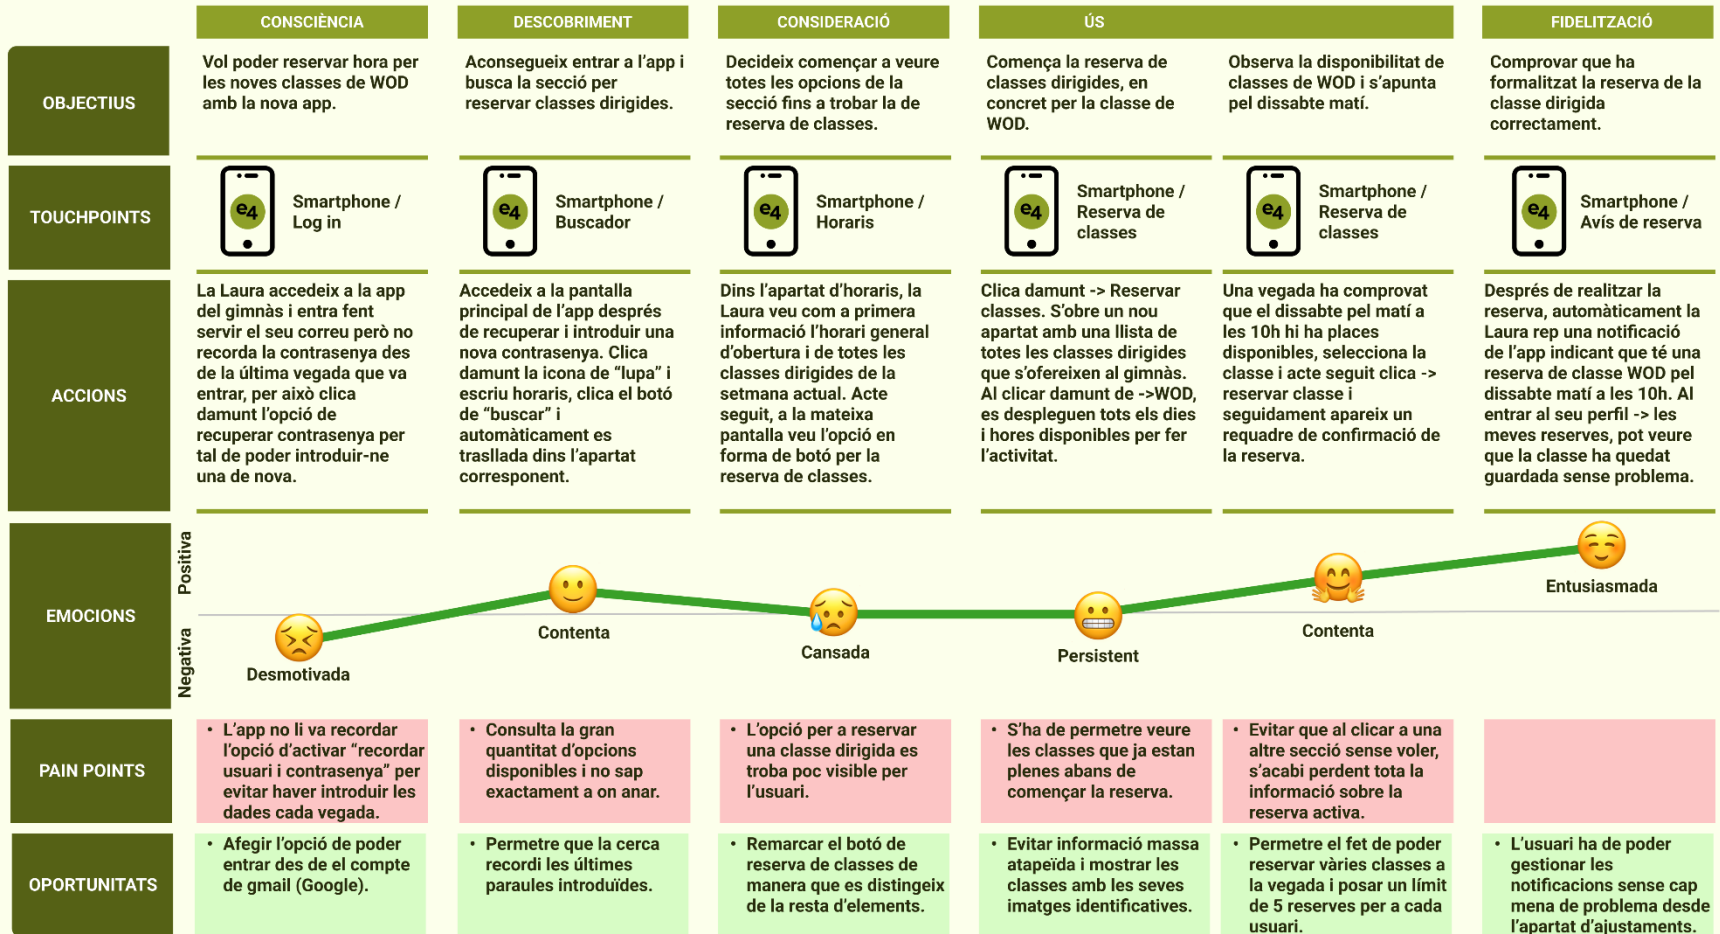 CONSCIÈNCIA
DESCOBRIMENT
CONSIDERACIÓ
ÚS
FIDELITZACIÓ
OBJECTIUS
Vol poder reservar hora per
les noves classes de WOD
amb la nova app.
Aconsegueix entrar a l'app i
busca la secció per
reservar classes dirigides.
Decideix començar a veure
totes les opcions de la
secció fins a trobar la de
reserva de classes.
Comença la reserva de
classes dirigides, en
concret per la classe de
WOD.
Observa la disponibilitat de
classes de WOD i s'apunta
pel dissabte matí.
Comprovar que ha
formalitzat la reserva de la
classe dirigida
correctament.
TOUCHPOINTS
e4
Smartphone /
Log in
e4
Smartphone /
Buscador
e4
Smartphone /
Horaris
e4
Smartphone /
Reserva de
classes
e4
Smartphone /
Reserva de
classes
e4
Smartphone /
Avís de reserva
ACCIONS
La Laura accedeix a la app
del gimnàs i entra fent
servir el seu correu però no
recorda la contrasenya des
de la última vegada que va
entrar, per això clica
damunt l'opció de
recuperar contrasenya per
tal de poder introduir-ne
una de nova.
Accedeix a la pantalla
principal de l'app després
de recuperar i introduir una
nova contrasenya. Clica
damunt la icona de “lupa” i
escriu horaris, clica el botó
de “buscar” i
automàticament es
trasllada dins l'apartat
corresponent.
Dins l'apartat d'horaris, la
Laura veu com a primera
informació l'horari general
d'obertura i de totes les
classes dirigides de la
setmana actual. Acte
seguit, a la mateixa
pantalla veu l'opció en
forma de botó per la
reserva de classes.
Clica damunt -> Reservar
classes. S'obre un nou
apartat amb una llista de
totes les classes dirigides
que s'ofereixen al gimnàs.
Al clicar damunt de ->WOD,
es despleguen tots els dies
i hores disponibles per fer
l'activitat.
Una vegada ha comprovat
que el dissabte pel matí a
les 10h hi ha places
disponibles, selecciona la
classe i acte seguit clica ->
reservar classe i
seguidament apareix un
requadre de confirmació de
la reserva.
Després de realitzar la
reserva, automàticament la
Laura rep una notificació
de l'app indicant que té una
reserva de classe WOD pel
dissabte matí a les 10h. Al
entrar al seu perfil -> les
meves reserves, pot veure
que la classe ha quedat
guardada sense problema.
EMOCIONS
Positiva
Negativa
Desmotivada
Contenta
Cansada
Persistent
Contenta
Entusiasmada
PAIN POINTS
• L'app no li va recordar
l'opció d'activar “recordar
usuari i contrasenya” per
evitar haver introduir les
dades cada vegada.
• Consulta la gran
quantitat d'opcions
disponibles i no sap
exactament a on anar.
• L'opció per a reservar
una classe dirigida es
troba poc visible per
l'usuari.
• S'ha de permetre veure
les classes que ja estan
plenes abans de
començar la reserva.
• Evitar que al clicar a una
altre secció sense voler,
s'acabi perdent tota la
informació sobre la
reserva activa.
OPORTUNITATS
• Afegir l'opció de poder
entrar des de el compte
de gmail (Google).
• Permetre que la cerca
recordi les últimes
paraules introduïdes.
• Remarcar el botó de
reserva de classes de
manera que es distingeix
de la resta d'elements.
• Evitar informació massa
atapeïda i mostrar les
classes amb les seves
imatges identificatives.
• Permetre el fet de poder
reservar vàries classes a
la vegada i posar un límit
de 5 reserves per a cada
usuari.
• L'usuari ha de poder
gestionar les
notificacions sense cap
mena de problema desde
l'apartat d'ajustaments.